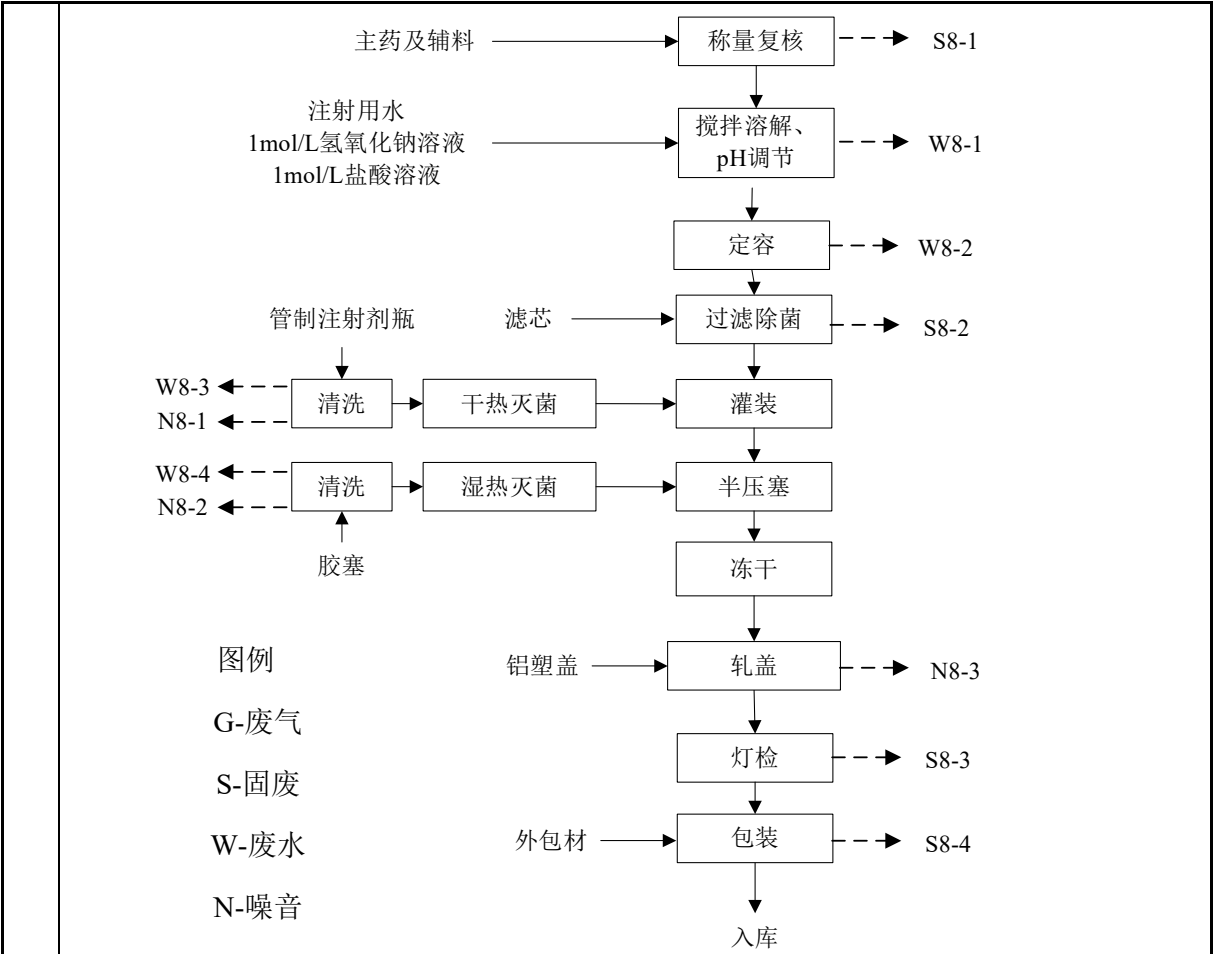 主药及辅料
称量复核
S8-1
注射用水
1mol/L氢氧化钠溶液
1mol/L盐酸溶液
搅拌溶解、
pH调节
W8-1
定容
W8-2
管制注射剂瓶
滤芯
过滤除菌
S8-2
W8-3
N8-1
清洗
干热灭菌
灌装
W8-4
N8-2
清洗
湿热灭菌
半压塞
胶塞
冻干
图例
铝塑盖
轧盖
N8-3
G-废气
灯检
S8-3
S-固废
W-废水
外包材
包装
S8-4
N-噪音
入库